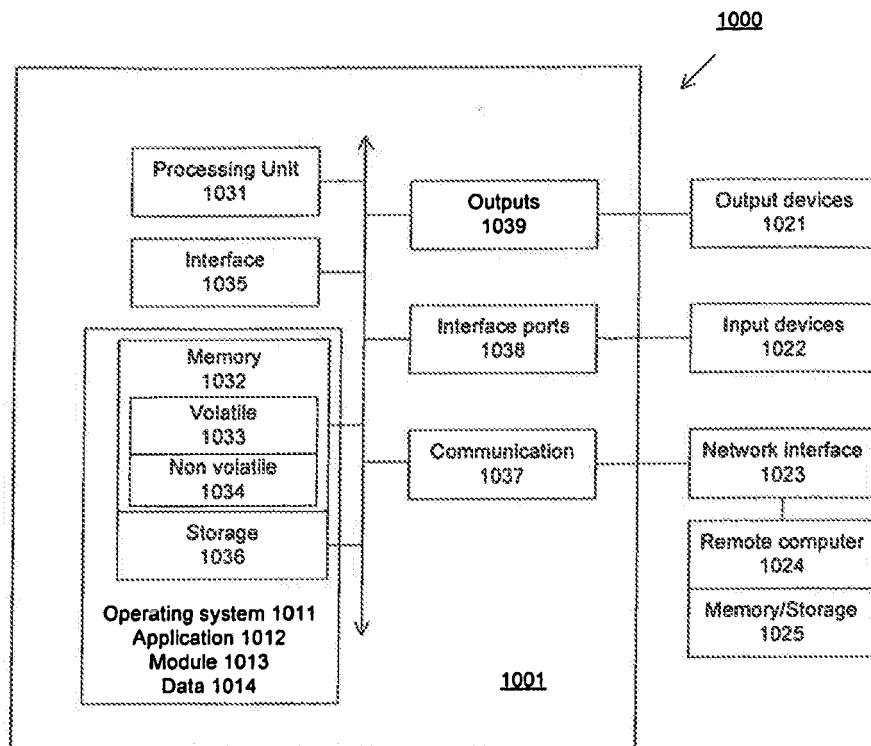 1000
Processing Unit
1031
Interface
1035
Memory
1032
Volatile
1033
Non volatile
1034
Storage
1036
Operating system 1011
Application 1012
Module 1013
Data 1014
Outputs
1039
Interface ports
1038
Communication
1037
1001
Output devices
1021
Input devices
1022
Network interface
1023
Remote computer
1024
Memory/Storage
1025